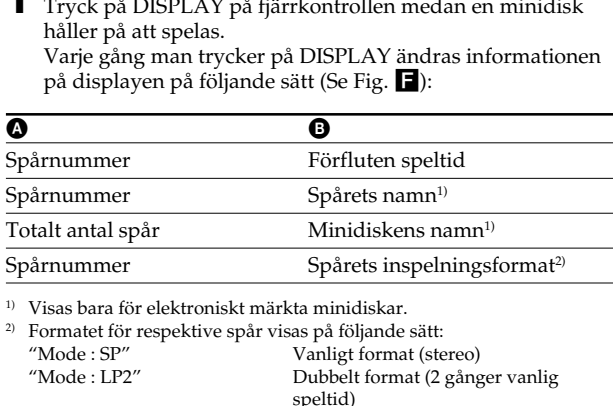 1 Tryck på DISPLAY på fjärrkontrollen medan en minidisk
håller på att spelas.
Varje gång man trycker på DISPLAY ändras informationen
på displayen på följande sätt (Se Fig. F):
A B
Spårnummer Förfluten speltid
Spårnummer Spårets namn1)
Totalt antal spår Minidiskens namn1)
Spårnummer Spårets inspelningsformat2)
1) Visas bara för elektroniskt märkta minidiskar.
2) Formatet för respektive spår visas på följande sätt:
”Mode : SP” Vanligt format (stereo)
”Mode : LP2” Dubbelt format (2 gånger vanlig
speltid)